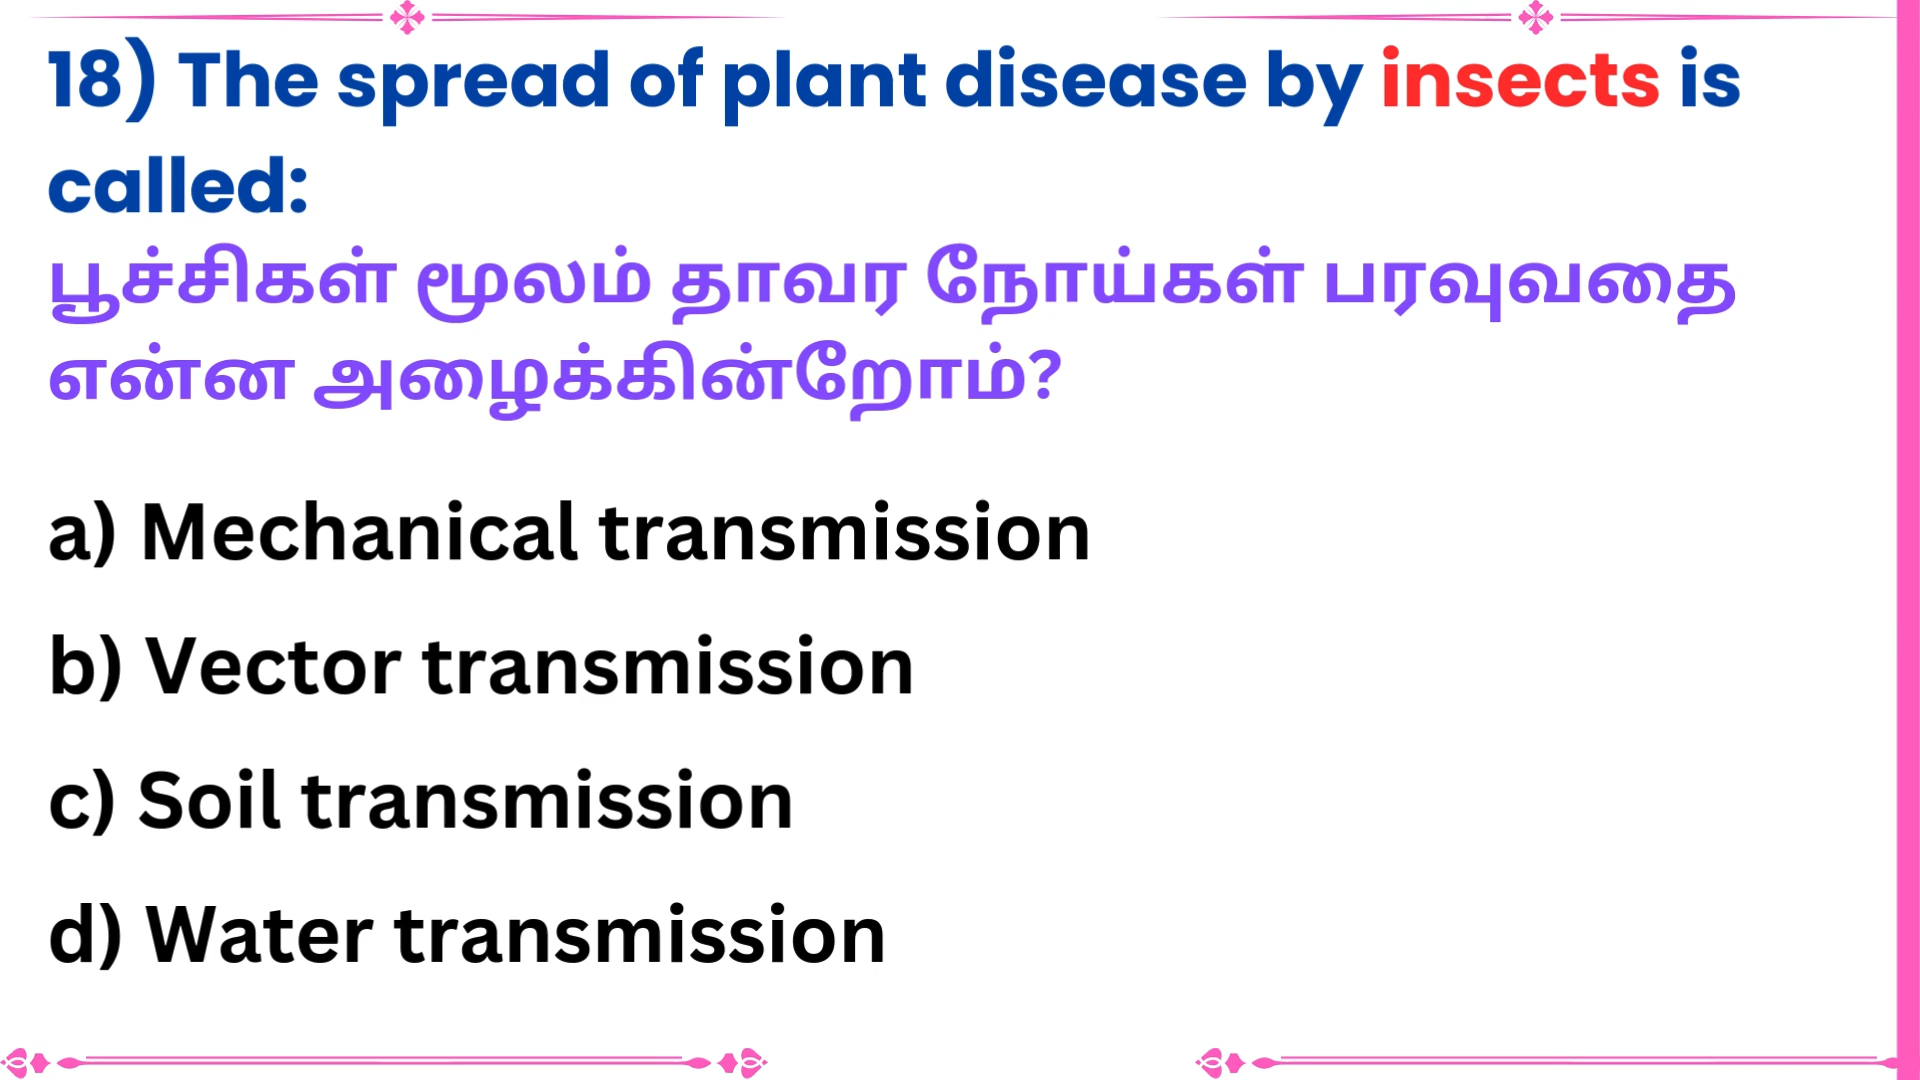 18) The spread of plant disease by insects is
called:
பூச்சிகள் மூலம் தாவர நோய்கள் பரவுவதை
என்ன அழைக்கின்றோம்?
a) Mechanical transmission
b) Vector transmission
c) Soil transmission
d) Water transmission